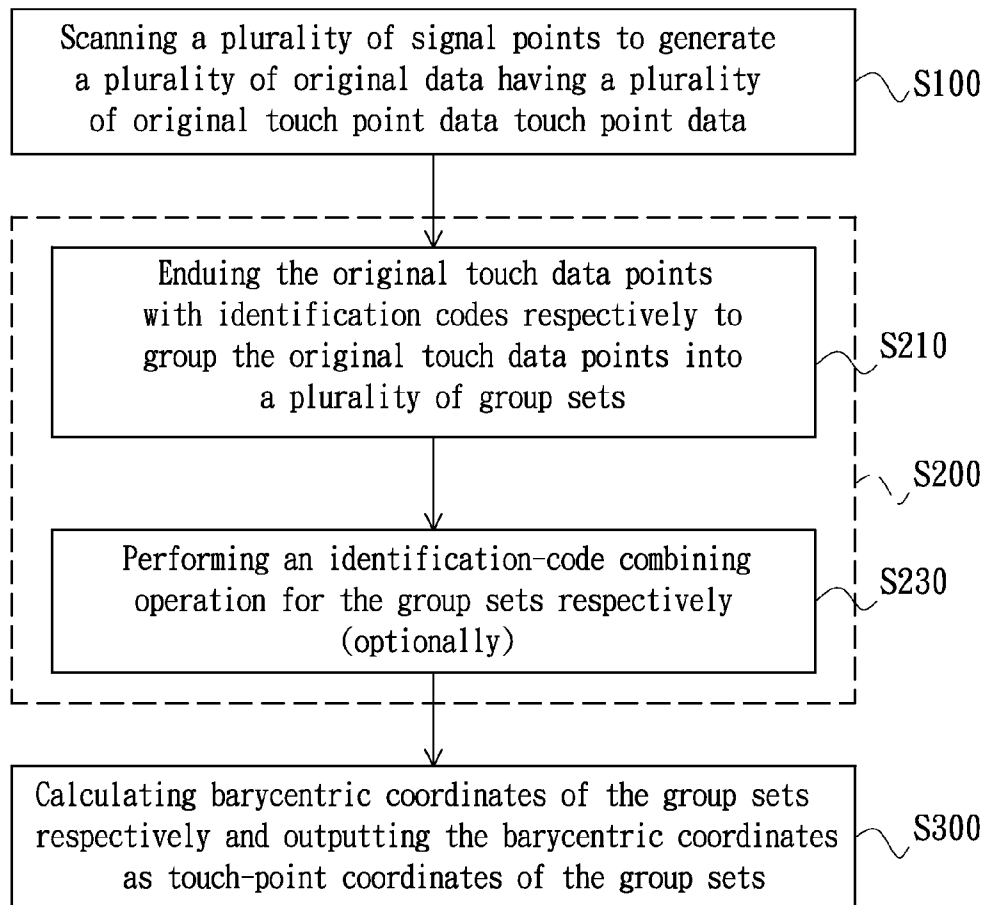 Scanning a plurality of signal points to generate
a plurality of original data having a plurality
of original touch point data touch point data
S100
Enduing the original touch data points
with identification codes respectively to
group the original touch data points into
a plurality of group sets
S210
S200
Performing an identification-code combining
operation for the group sets respectively
(optionally)
S230
Calculating barycentric coordinates of the group sets
respectively and outputting the barycentric coordinates
as touch-point coordinates of the group sets
S300